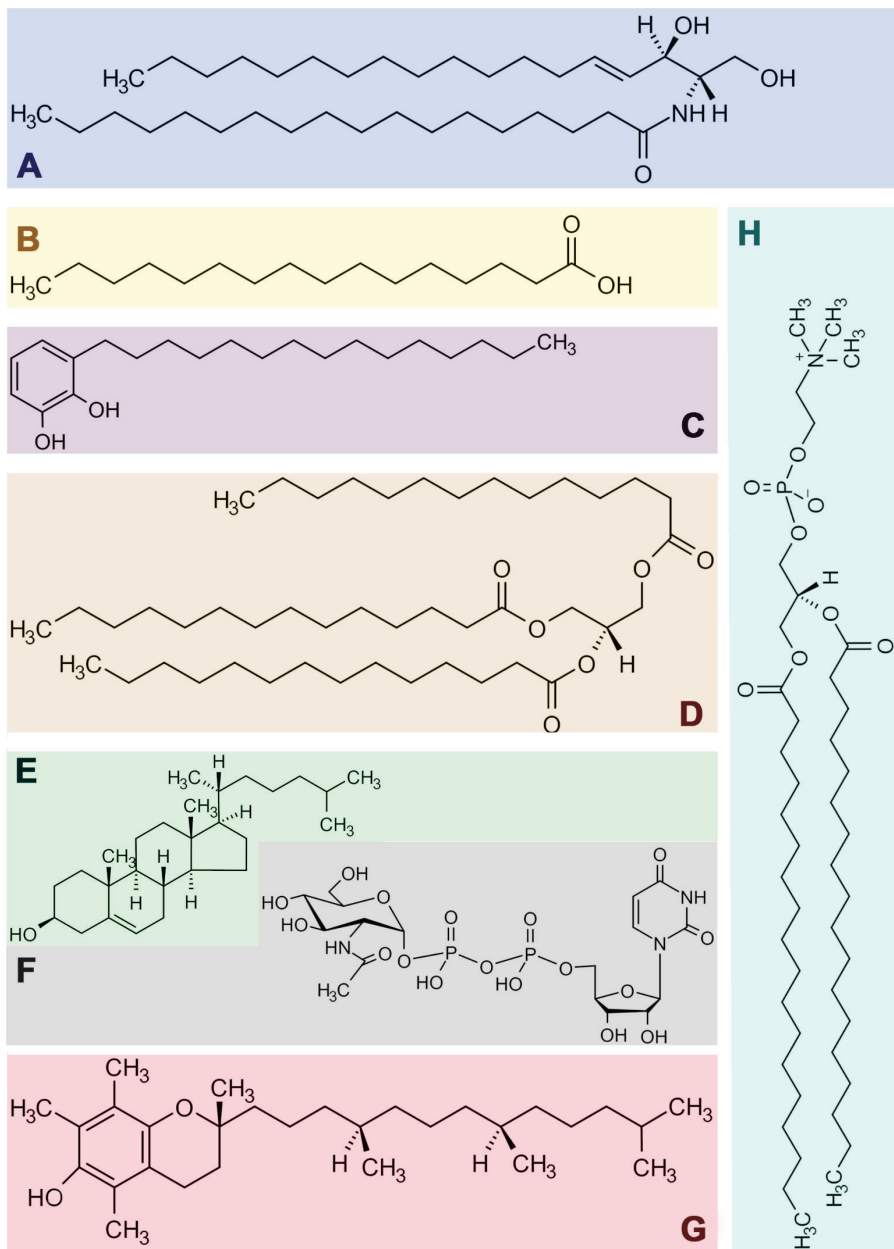 H OH
H₃C OH
H₃C NH H
O
A
B
O
H₃C OH
CH₃
OH
OH
C
H₃C
O
O O
H₃C O
H₃C O H
O
D
E
H
H₃C CH₃
CH₃ H
CH₃
CH₃ H
H H
HO
F
O
OH
HO O O O NH
HO
HN O O P O P O N O
H₃C HO HO O
OH OH
CH₃
H₃C CH₃
O CH₃
HO H CH₃ H CH₃ CH₃
CH₃
G
H
CH₃ CH₃ CH₃
N⁺
O
O P O⁻
O
H
O
O O
O
H₃C
H₃C